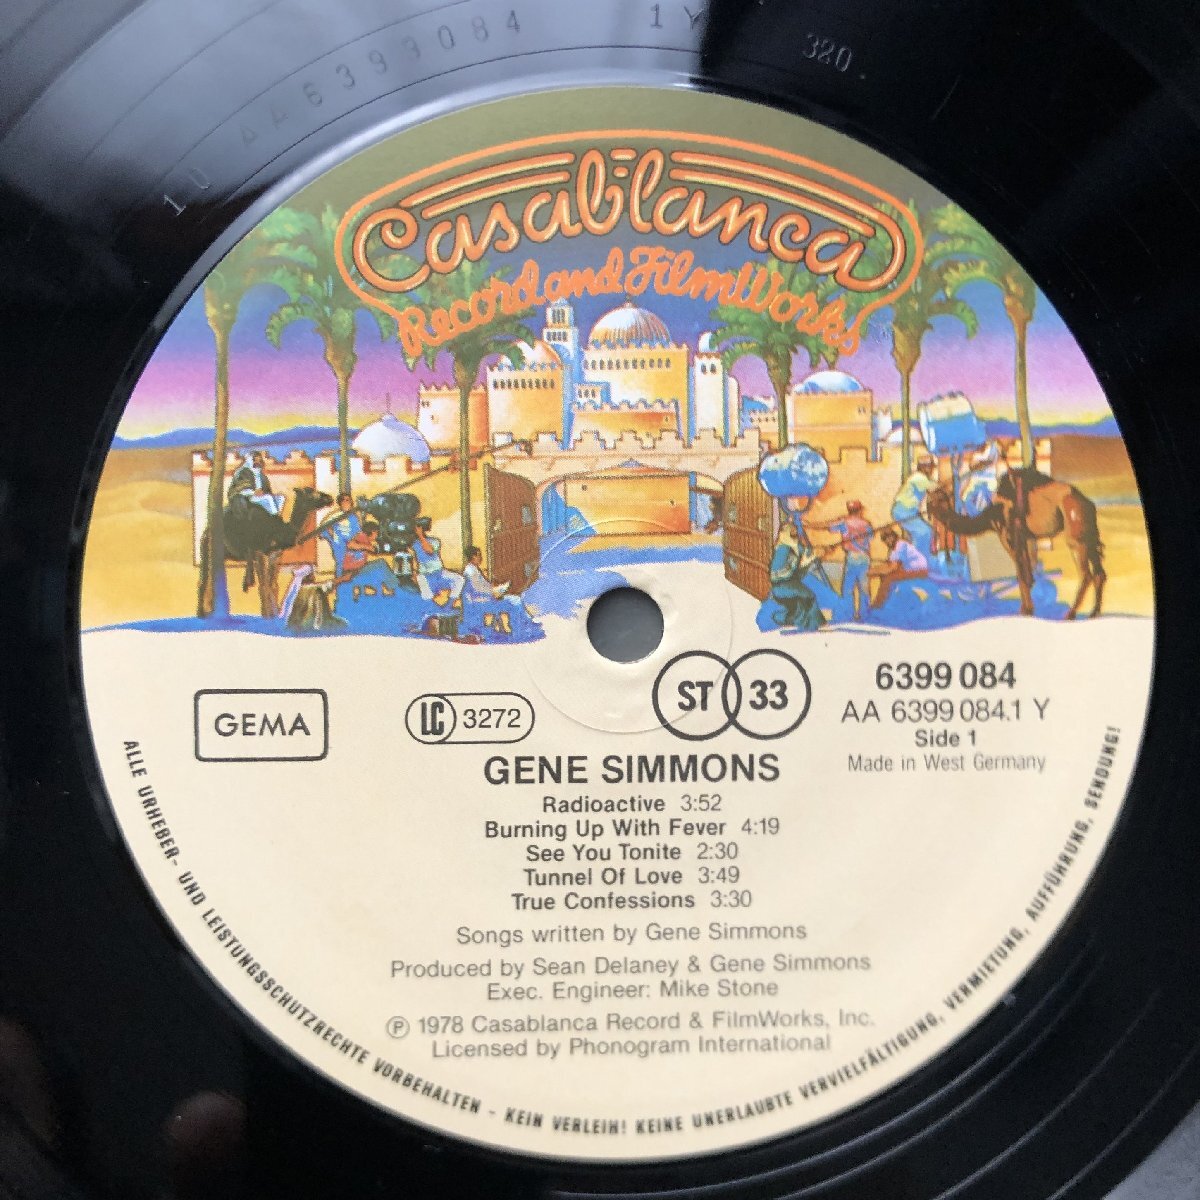 10 AA 6399084 1Y 320
Casablanca
Record and FilmWorks
GEMA
LC 3272
ST 33
6399 084
AA 6399 084.1 Y
Side 1
Made in West Germany
GENE SIMMONS
Radioactive 3:52
Burning Up With Fever 4:19
See You Tonite 2:30
Tunnel Of Love 3:49
True Confessions 3:30
Songs written by Gene Simmons
Produced by Sean Delaney & Gene Simmons
Exec. Engineer: Mike Stone
℗ 1978 Casablanca Record & FilmWorks, Inc.
Licensed by Phonogram International
ALLE URHEBER- UND LEISTUNGSSCHUTZRECHTE VORBEHALTEN - KEIN VERLEIH! KEINE UNERLAUBTE VERVIELFÄLTIGUNG, VERMIETUNG, AUFFÜHRUNG, SENDUNG!